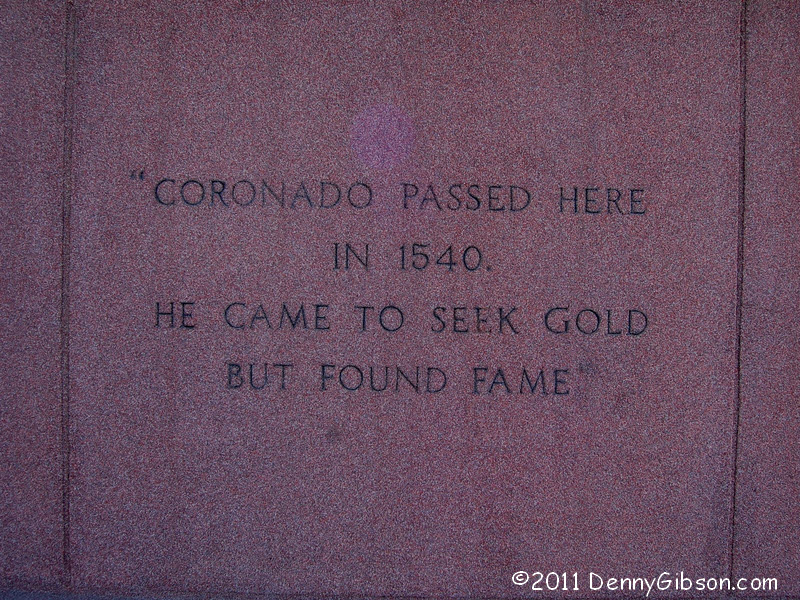 "CORONADO PASSED HERE
IN 1540.
HE CAME TO SEEK GOLD
BUT FOUND FAME"
©2011 DennyGibson.com